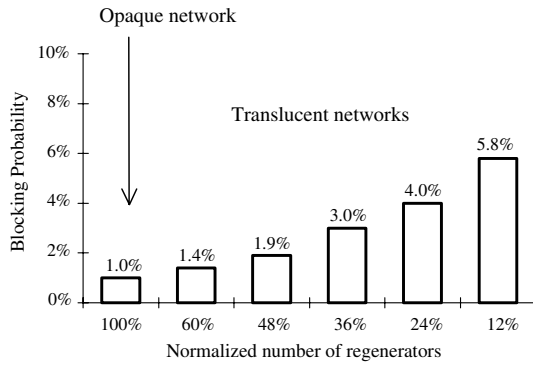 Opaque network
10%
8%
6%
4%
2%
0%
Blocking Probability
Translucent networks
1.0%
1.4%
1.9%
3.0%
4.0%
5.8%
100% 60% 48% 36% 24% 12%
Normalized number of regenerators